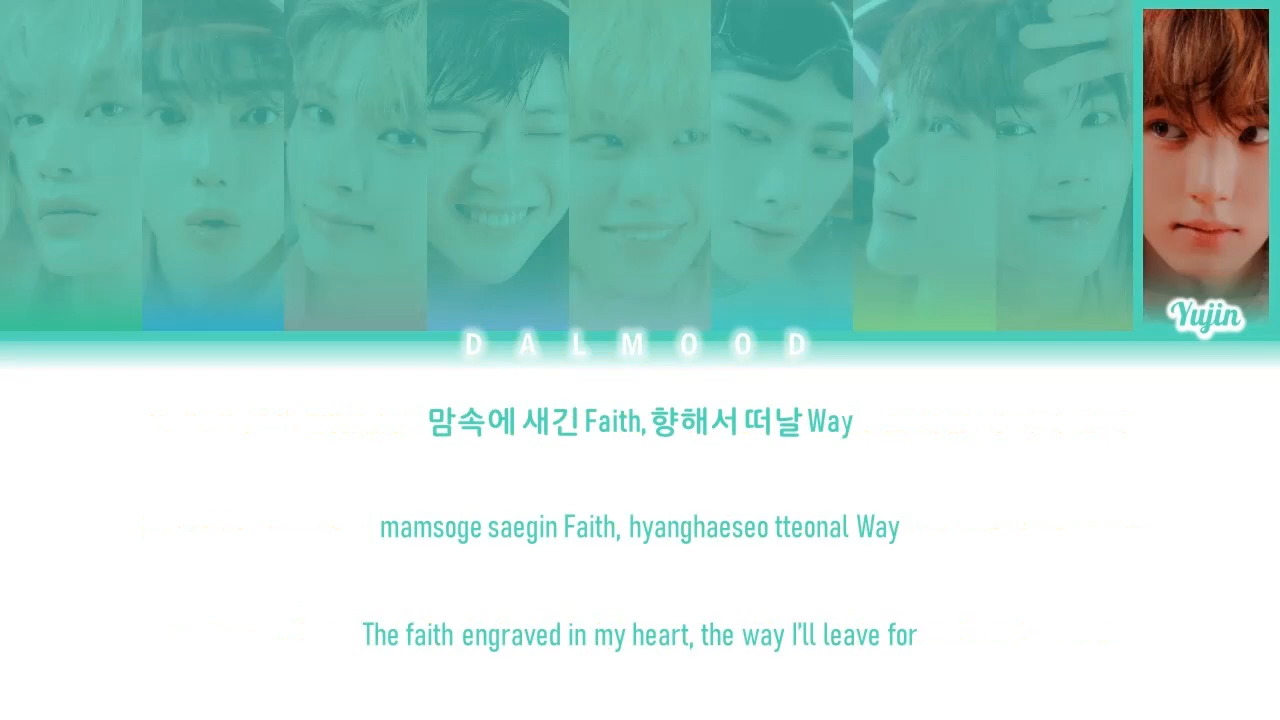 Yujin
DALMOOD
맘속에 새긴 Faith, 향해서 떠날 Way
mamsoge saegin Faith, hyanghaeseo tteonal Way
The faith engraved in my heart, the way I'll leave for